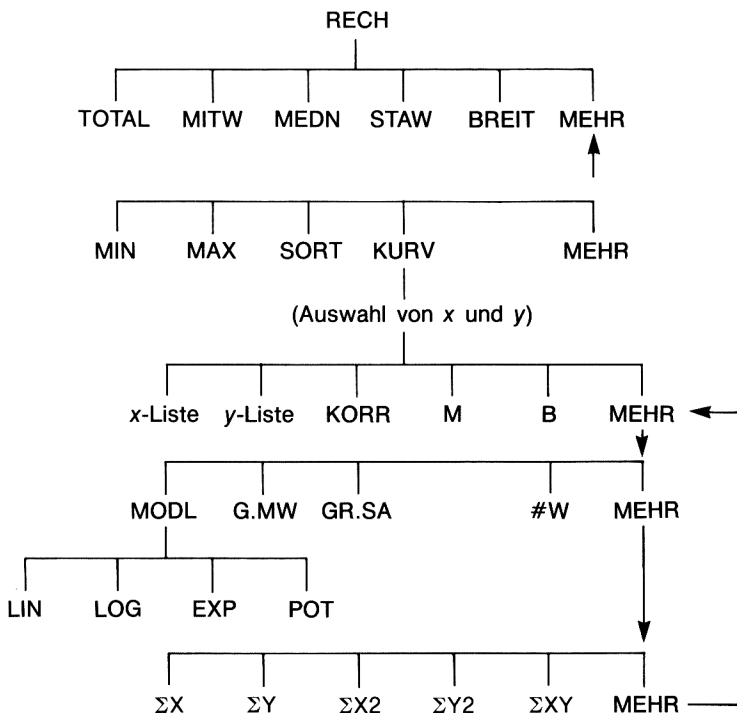 RECH
TOTAL MITW MEDN STAW BREIT MEHR
MIN MAX SORT KURV MEHR
(Auswahl von x und y)
x-Liste y-Liste KORR M B MEHR
MODL G.MW GR.SA #W MEHR
LIN LOG EXP POT
ΣX ΣY ΣX2 ΣY2 ΣXY MEHR